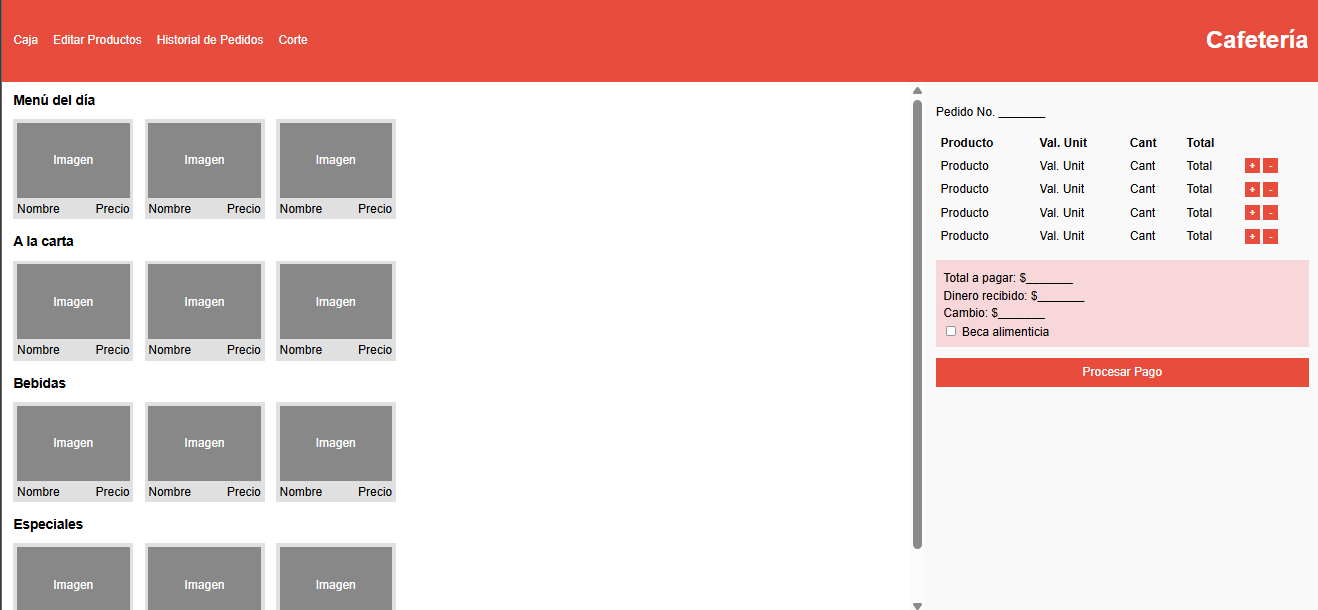 Caja Editar Productos Historial de Pedidos Corte Cafetería
Menú del día
Imagen Imagen Imagen
Nombre Precio Nombre Precio Nombre Precio
A la carta
Imagen Imagen Imagen
Nombre Precio Nombre Precio Nombre Precio
Bebidas
Imagen Imagen Imagen
Nombre Precio Nombre Precio Nombre Precio
Especiales
Imagen Imagen Imagen
Pedido No. _______
Producto Val. Unit Cant Total
Producto Val. Unit Cant Total + -
Producto Val. Unit Cant Total + -
Producto Val. Unit Cant Total + -
Producto Val. Unit Cant Total + -
Total a pagar: $_______
Dinero recibido: $_______
Cambio: $_______
Beca alimenticia
Procesar Pago